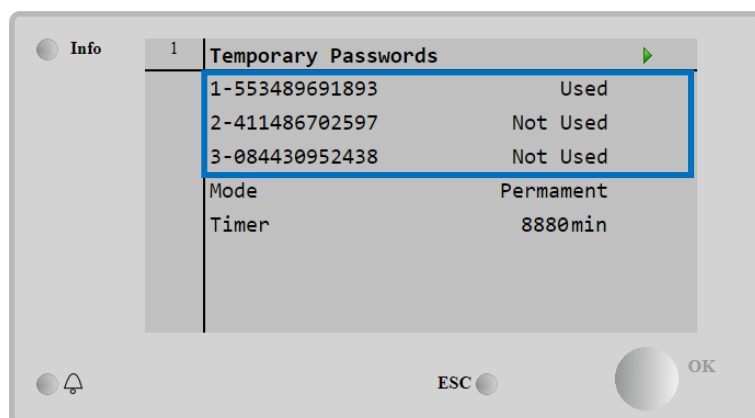 Info
1
Temporary Passwords
1-553489691893 Used
2-411486702597 Not Used
3-084430952438 Not Used
Mode Permament
Timer 8880min
ESC
OK